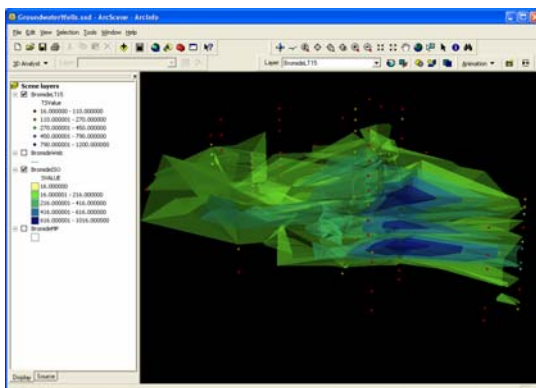 GroundwaterWells.sxd - ArcScene - ArcInfo
File Edit View Selection Tools Window Help
3D Analyst
Layer: BromideLT15
Animation
Scene layers
BromideLT15
TSValue
16.000000 - 110.000000
110.000001 - 270.000000
270.000001 - 450.000000
450.000001 - 790.000000
790.000001 - 1200.000000
BromideISO
SVALUE
16.000000
16.000001 - 216.000000
216.000001 - 416.000000
416.000001 - 616.000000
616.000001 - 1016.000000
Display Source